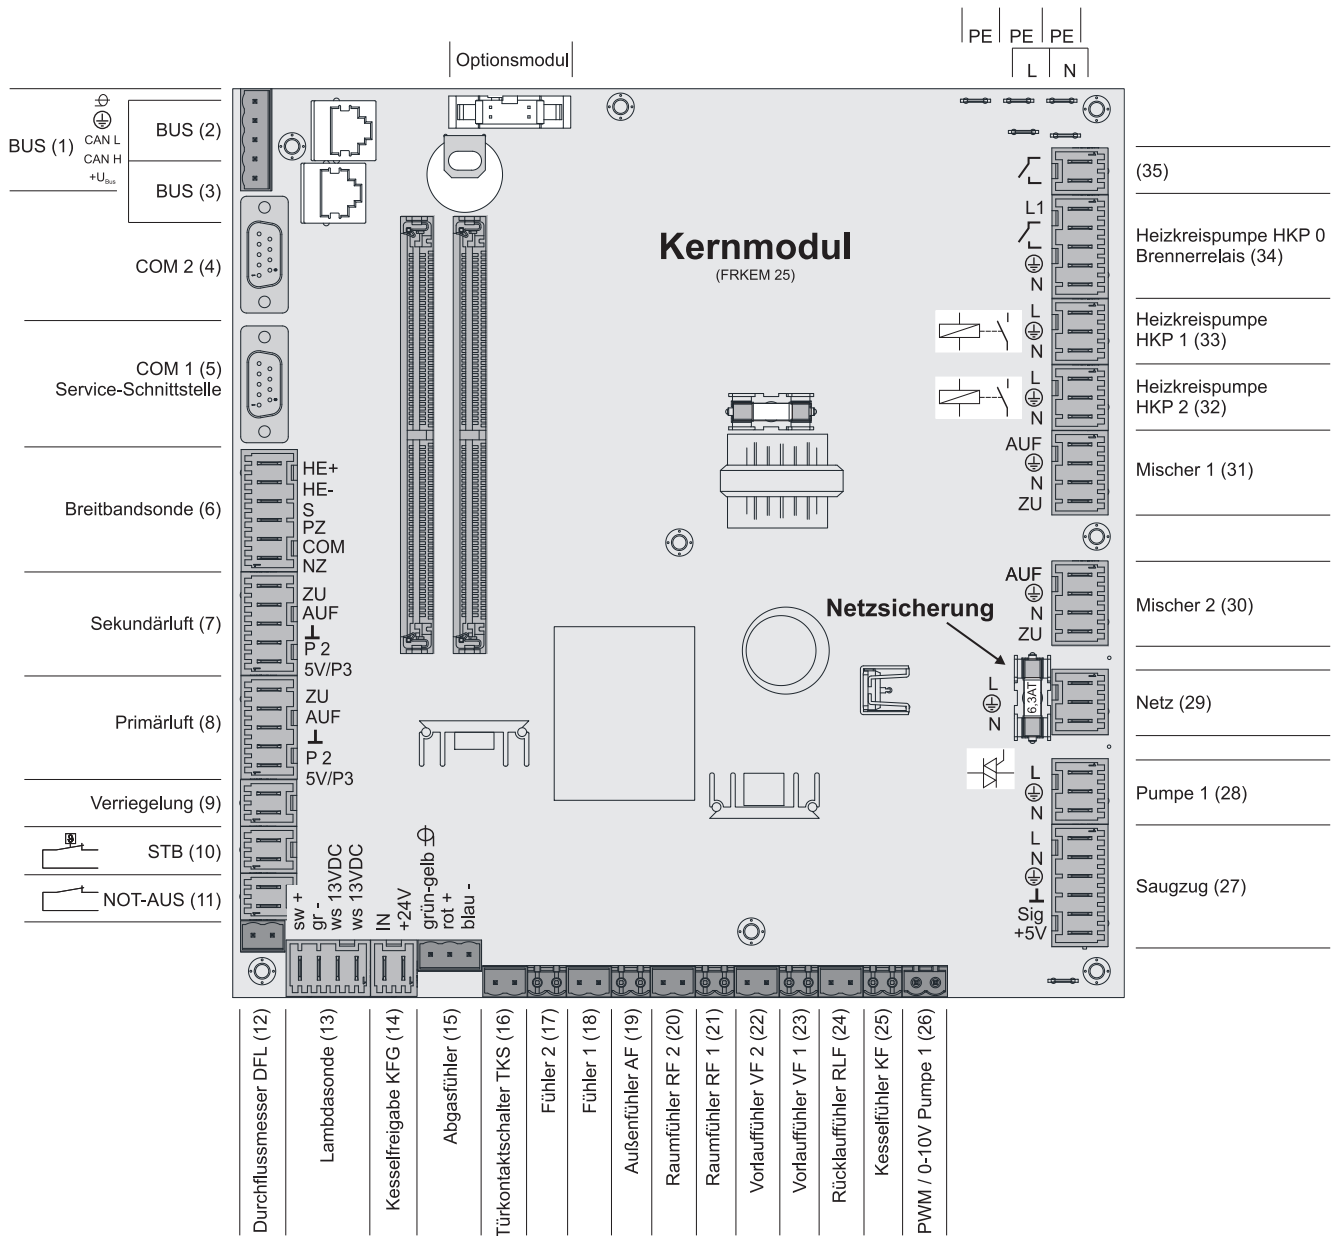 PE PE PE
L N
Optionsmodul
BUS (1)
CAN L
CAN H
+UBus
BUS (2)
BUS (3)
COM 2 (4)
COM 1 (5)
Service-Schnittstelle
Breitbandsonde (6)
HE+
HE-
S
PZ
COM
NZ
Sekundärluft (7)
ZU
AUF
P 2
5V/P3
Primärluft (8)
ZU
AUF
P 2
5V/P3
Verriegelung (9)
STB (10)
NOT-AUS (11)
sw +
gr -
ws 13VDC
ws 13VDC
IN
+24V
grün-gelb
rot +
blau -
Kernmodul
(FRKEM 25)
Netzsicherung
6,3AT
(35)
L1
N
Heizkreispumpe HKP 0
Brennerrelais (34)
L
N
Heizkreispumpe
HKP 1 (33)
L
N
Heizkreispumpe
HKP 2 (32)
AUF
N
ZU
Mischer 1 (31)
AUF
N
ZU
Mischer 2 (30)
L
N
Netz (29)
L
N
Pumpe 1 (28)
L
N
Sig
+5V
Saugzug (27)
Durchflussmesser DFL (12)
Lambdasonde (13)
Kesselfreigabe KFG (14)
Abgasfühler (15)
Türkontaktschalter TKS (16)
Fühler 2 (17)
Fühler 1 (18)
Außenfühler AF (19)
Raumfühler RF 2 (20)
Raumfühler RF 1 (21)
Vorlauffühler VF 2 (22)
Vorlauffühler VF 1 (23)
Rücklauffühler RLF (24)
Kesselfühler KF (25)
PWM / 0-10V Pumpe 1 (26)